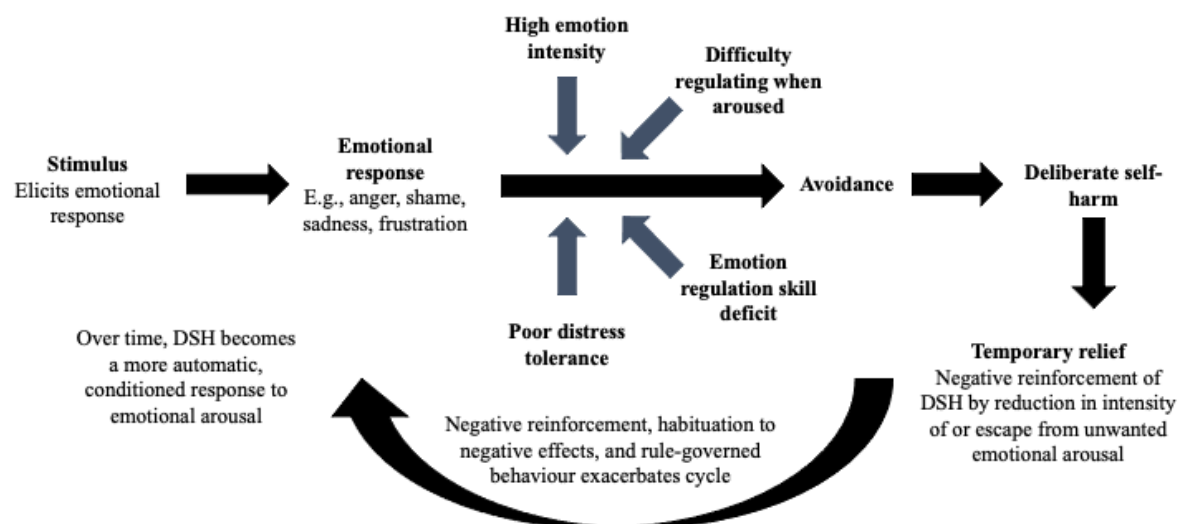 High emotion
intensity
Difficulty
regulating when
aroused
Stimulus
Elicits emotional
response
Emotional
response
E.g., anger, shame,
sadness, frustration
Avoidance
Deliberate self-
harm
Emotion
regulation skill
deficit
Poor distress
tolerance
Temporary relief
Negative reinforcement of
DSH by reduction in intensity
of or escape from unwanted
emotional arousal
Over time, DSH becomes
a more automatic,
conditioned response to
emotional arousal
Negative reinforcement, habituation to
negative effects, and rule-governed
behaviour exacerbates cycle